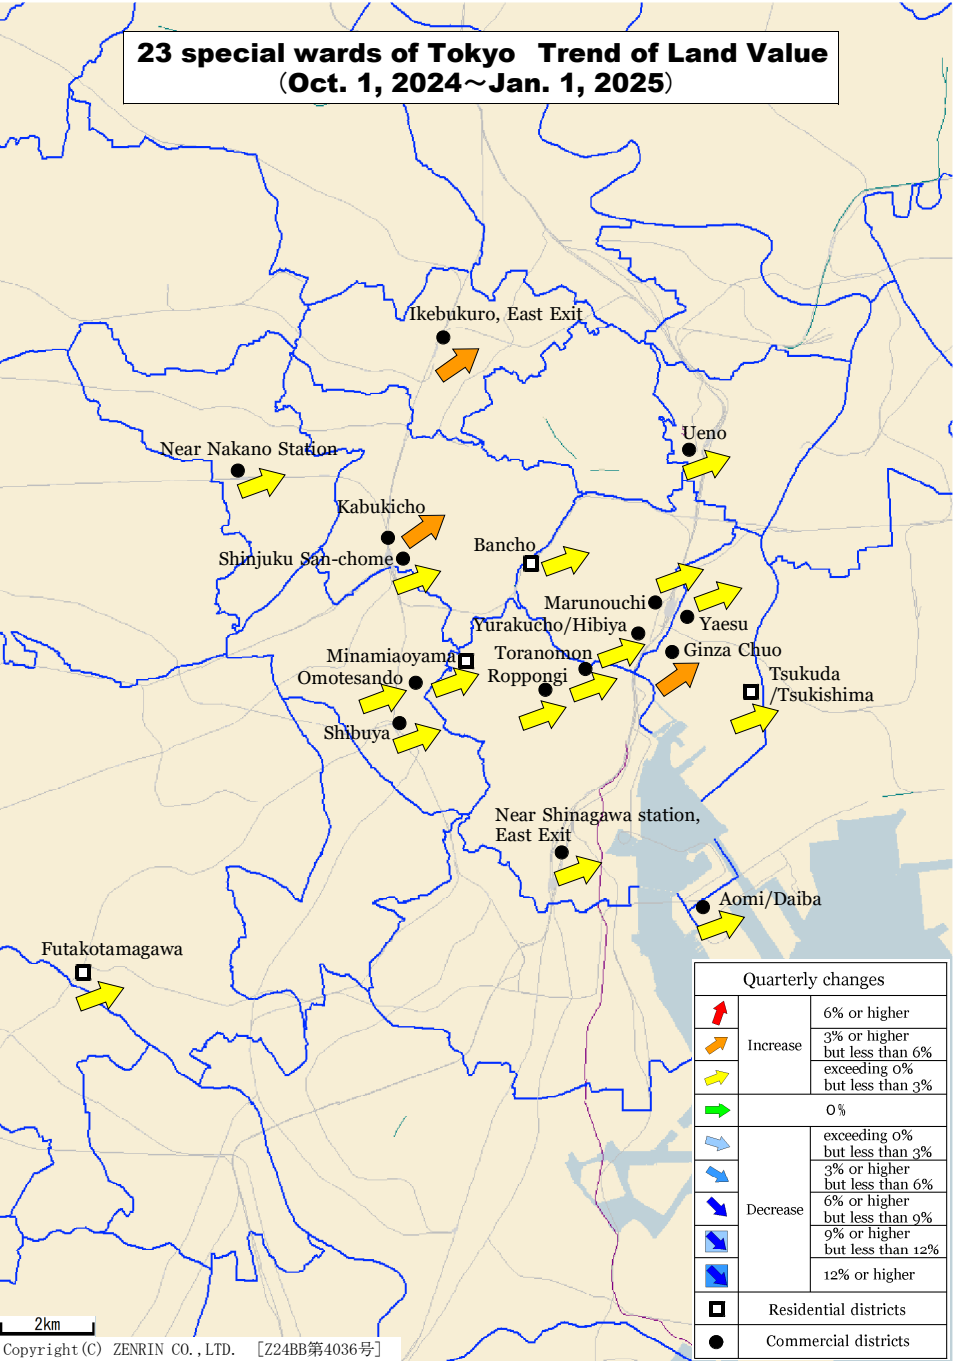 23 special wards of Tokyo Trend of Land Value
（Oct. 1, 2024～Jan. 1, 2025）
Ikebukuro, East Exit
Ueno
Near Nakano Station
Kabukicho
Shinjuku San-chome
Bancho
Marunouchi
Yaesu
Yurakucho/Hibiya
Ginza Chuo
Toranomon
Minamiaoyama
Roppongi
Omotesando
Tsukuda
/Tsukishima
Shibuya
Near Shinagawa station,
East Exit
Aomi/Daiba
Futakotamagawa
Quarterly changes
Increase
6% or higher
3% or higher
but less than 6%
exceeding 0%
but less than 3%
0%
Decrease
exceeding 0%
but less than 3%
3% or higher
but less than 6%
6% or higher
but less than 9%
9% or higher
but less than 12%
12% or higher
Residential districts
Commercial districts
2km
Copyright(C) ZENRIN CO.,LTD. [Z24BB第4036号]